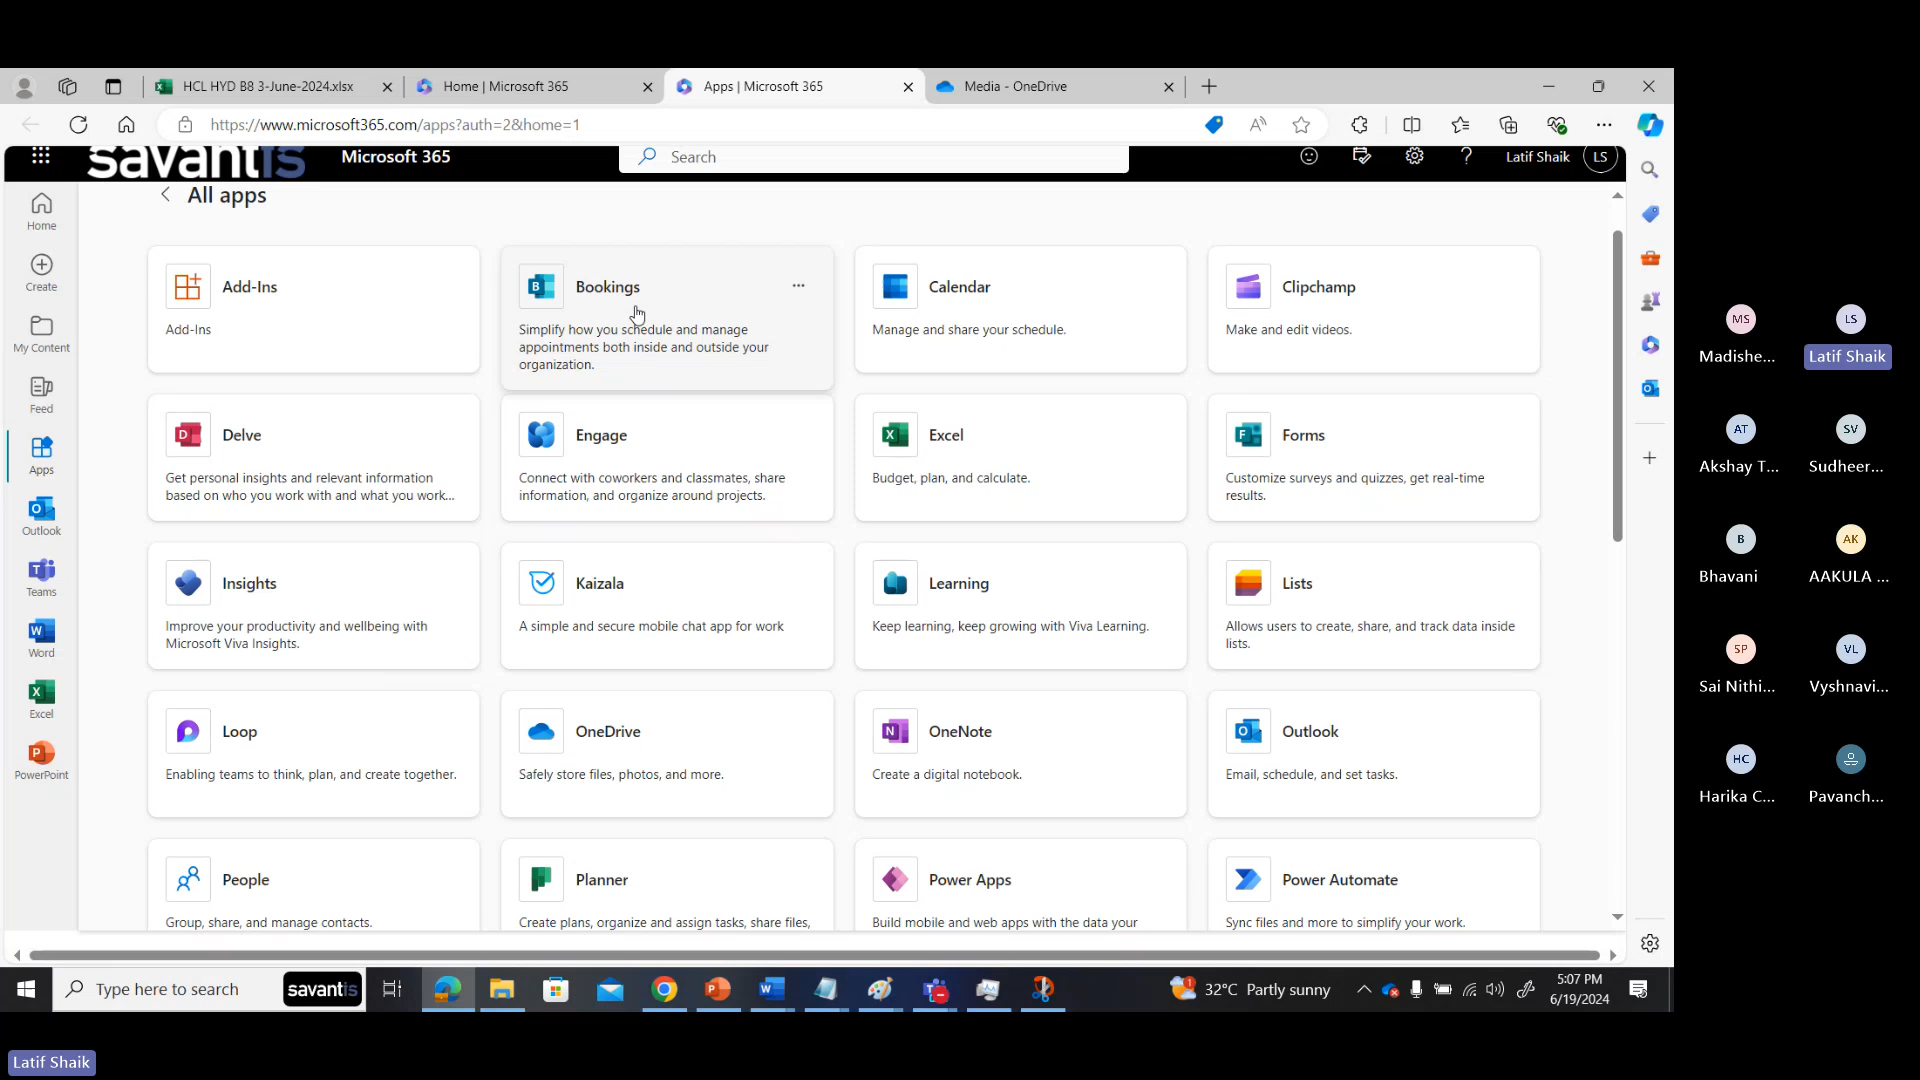 HCL HYD B8 3-June-2024.xlsx
Home | Microsoft 365
Apps | Microsoft 365
Media - OneDrive
https://www.microsoft365.com/apps?auth=2&home=1
savantis
Microsoft 365
Search
Latif Shaik
LS
All apps
Home
Create
My Content
Feed
Apps
Outlook
Teams
Word
Excel
PowerPoint
Add-Ins
Add-Ins
Bookings
Simplify how you schedule and manage
appointments both inside and outside your
organization.
Calendar
Manage and share your schedule.
Clipchamp
Make and edit videos.
Delve
Get personal insights and relevant information
based on who you work with and what you work...
Engage
Connect with coworkers and classmates, share
information, and organize around projects.
Excel
Budget, plan, and calculate.
Forms
Customize surveys and quizzes, get real-time
results.
Insights
Improve your productivity and wellbeing with
Microsoft Viva Insights.
Kaizala
A simple and secure mobile chat app for work
Learning
Keep learning, keep growing with Viva Learning.
Lists
Allows users to create, share, and track data inside
lists.
Loop
Enabling teams to think, plan, and create together.
OneDrive
Safely store files, photos, and more.
OneNote
Create a digital notebook.
Outlook
Email, schedule, and set tasks.
People
Group, share, and manage contacts.
Planner
Create plans, organize and assign tasks, share files,
Power Apps
Build mobile and web apps with the data your
Power Automate
Sync files and more to simplify your work.
MS
Madishe...
LS
Latif Shaik
AT
Akshay T...
SV
Sudheer...
B
Bhavani
AK
AAKULA ...
SP
Sai Nithi...
VL
Vyshnavi...
HC
Harika C...
Pavanch...
Type here to search
savantis
32°C Partly sunny
5:07 PM
6/19/2024
Latif Shaik